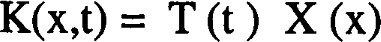 K(x,t) = T (t) X (x)